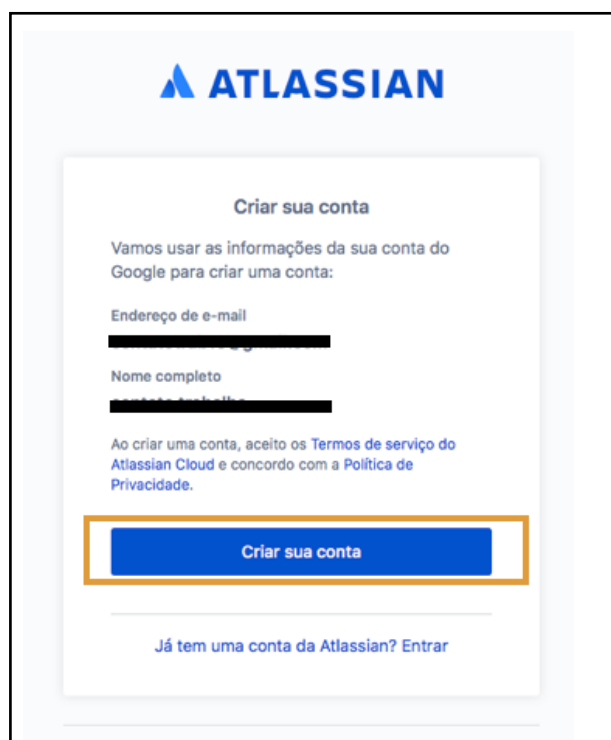 ATLASSIAN
Criar sua conta
Vamos usar as informações da sua conta do
Google para criar uma conta:
Endereço de e-mail
Nome completo
Ao criar uma conta, aceito os Termos de serviço do
Atlassian Cloud e concordo com a Política de
Privacidade.
Criar sua conta
Já tem uma conta da Atlassian? Entrar